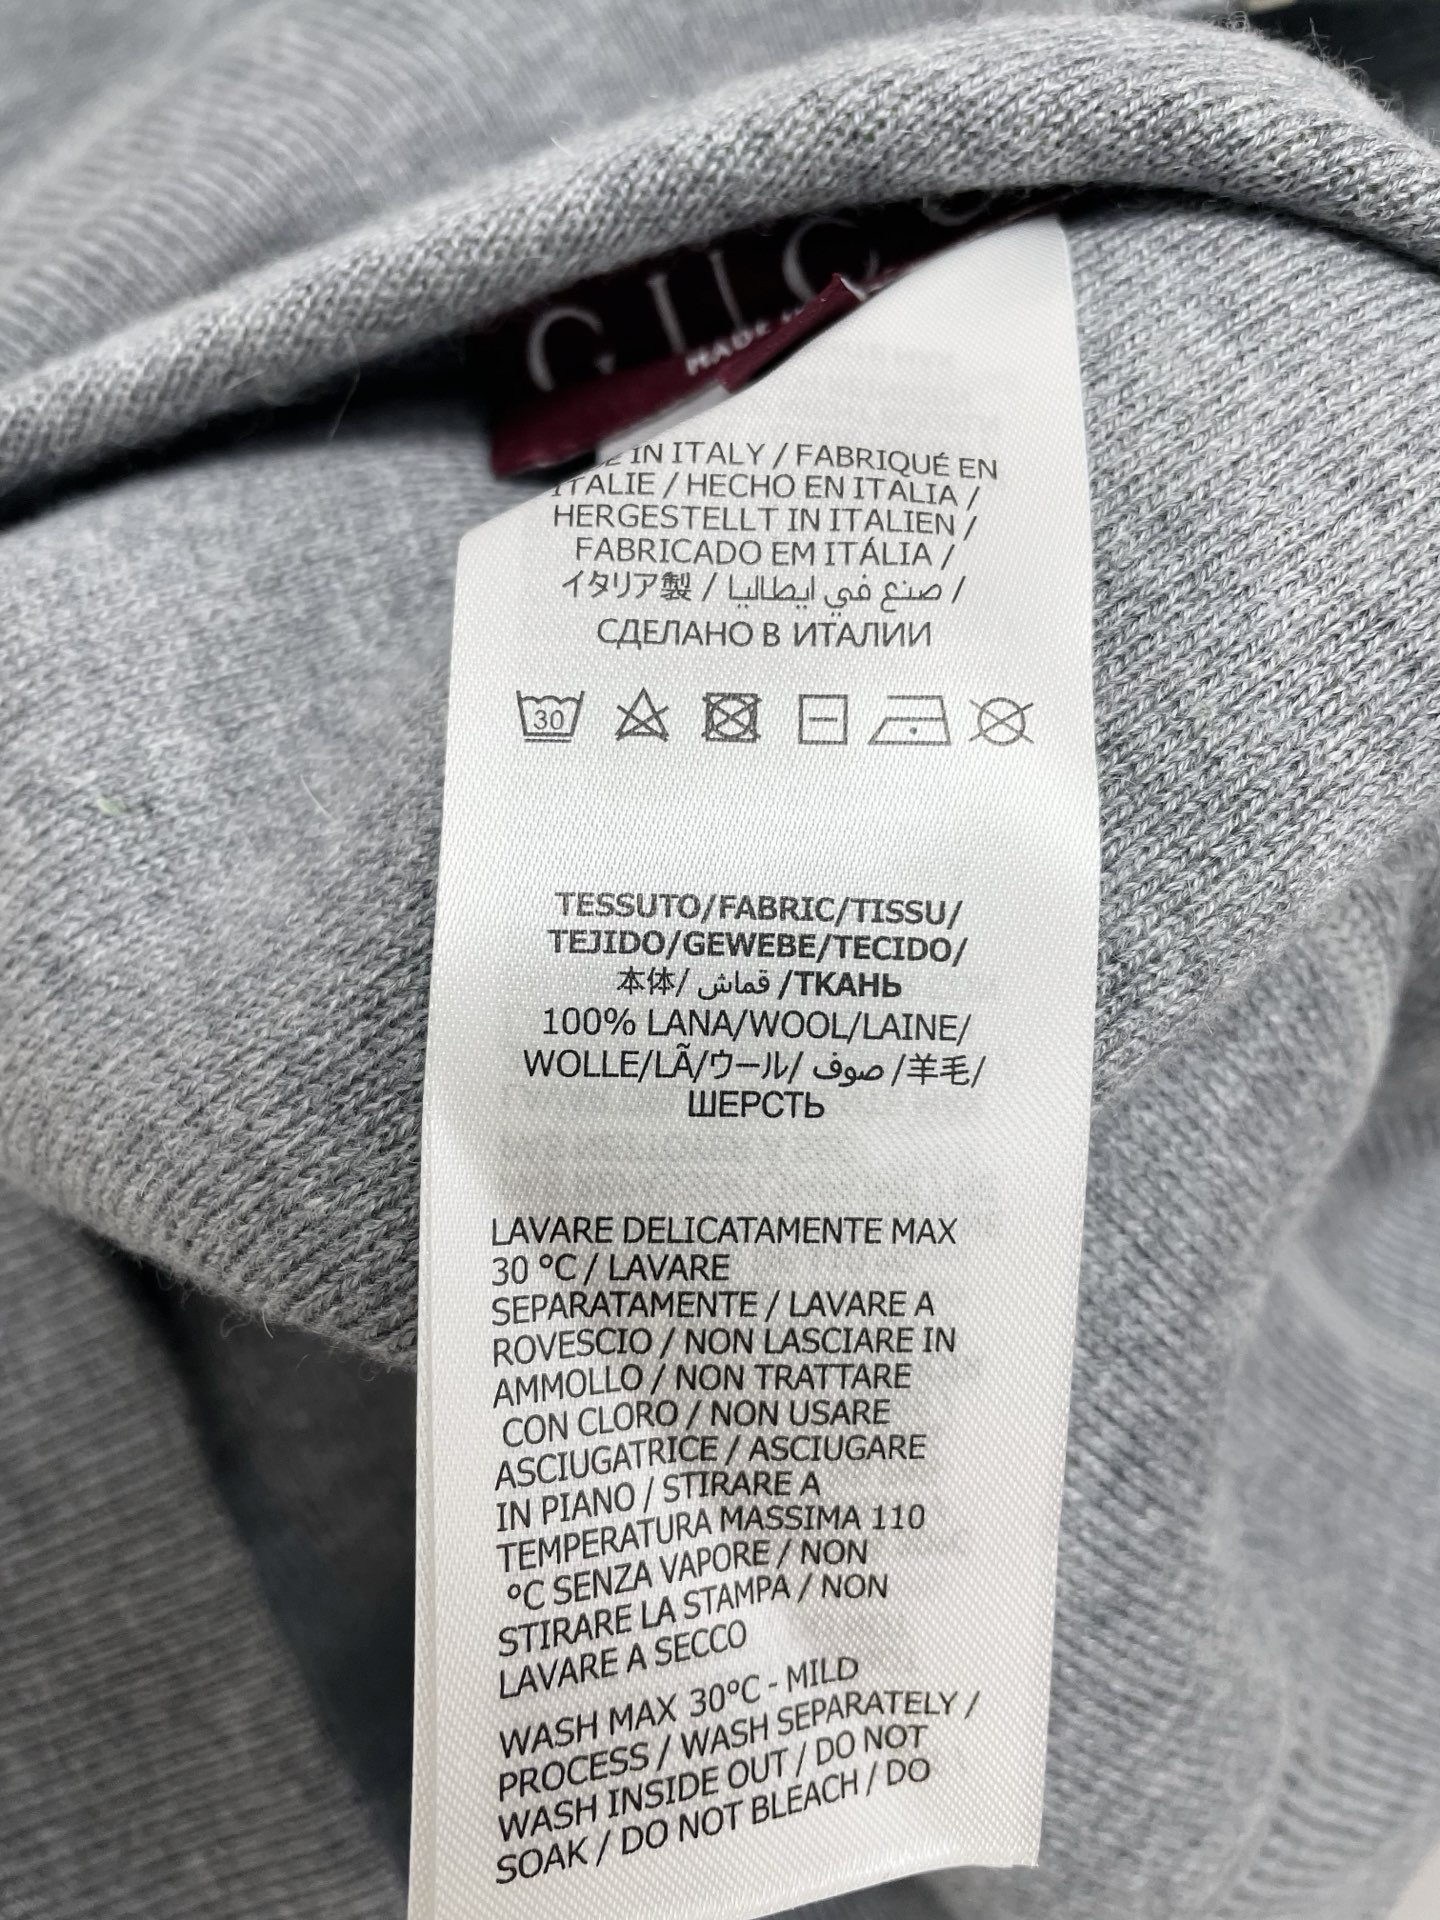 GUCC
MADE
IN ITALY / FABRIQUÉ EN
ITALIE / HECHO EN ITALIA /
HERGESTELLT IN ITALIEN /
FABRICADO EM ITÁLIA /
イタリア製 / صنع في ايطاليا /
СДЕЛАНО В ИТАЛИИ
30
TESSUTO/FABRIC/TISSU/
TEJIDO/GEWEBE/TECIDO/
本体/ قماش /ТКАНЬ
100% LANA/WOOL/LAINE/
WOLLE/LÃ/ウール/ صوف /羊毛/
ШЕРСТЬ
LAVARE DELICATAMENTE MAX
30 °C / LAVARE
SEPARATAMENTE / LAVARE A
ROVESCIO / NON LASCIARE IN
AMMOLLO / NON TRATTARE
CON CLORO / NON USARE
ASCIUGATRICE / ASCIUGARE
IN PIANO / STIRARE A
TEMPERATURA MASSIMA 110
°C SENZA VAPORE / NON
STIRARE LA STAMPA / NON
LAVARE A SECCO
WASH MAX 30°C - MILD
PROCESS / WASH SEPARATELY /
WASH INSIDE OUT / DO NOT
SOAK / DO NOT BLEACH / DO